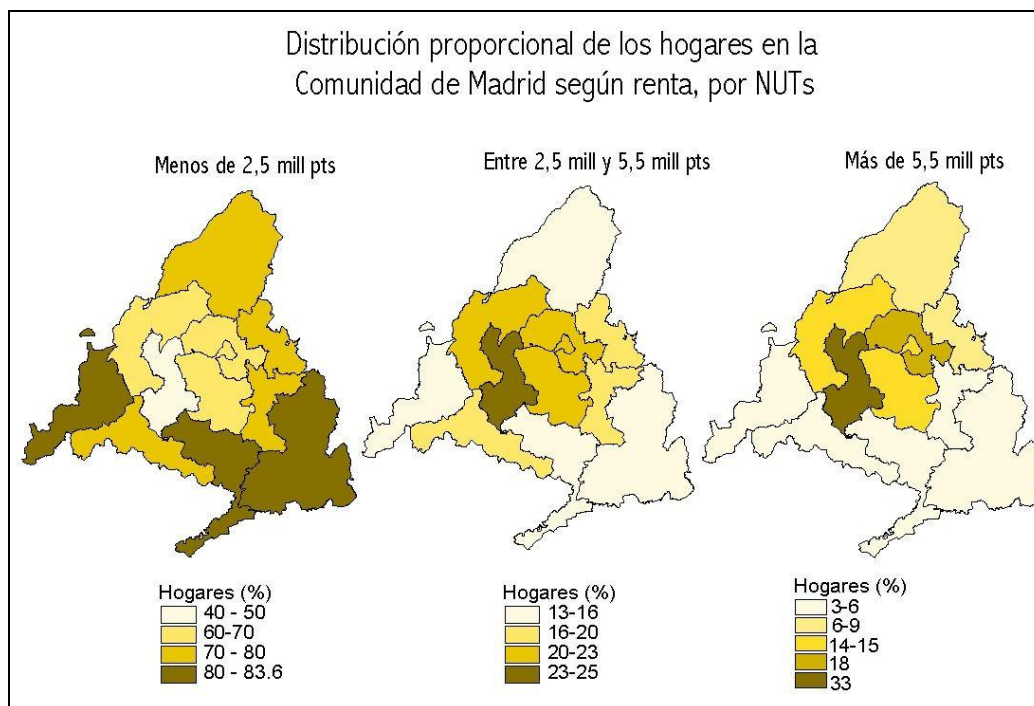 Distribución proporcional de los hogares en la
Comunidad de Madrid según renta, por NUTs
Menos de 2,5 mill pts
Entre 2,5 mill y 5,5 mill pts
Más de 5,5 mill pts
Hogares (%)
40 - 50
60-70
70 - 80
80 - 83.6
Hogares (%)
13-16
16-20
20-23
23-25
Hogares (%)
3-6
6-9
14-15
18
33